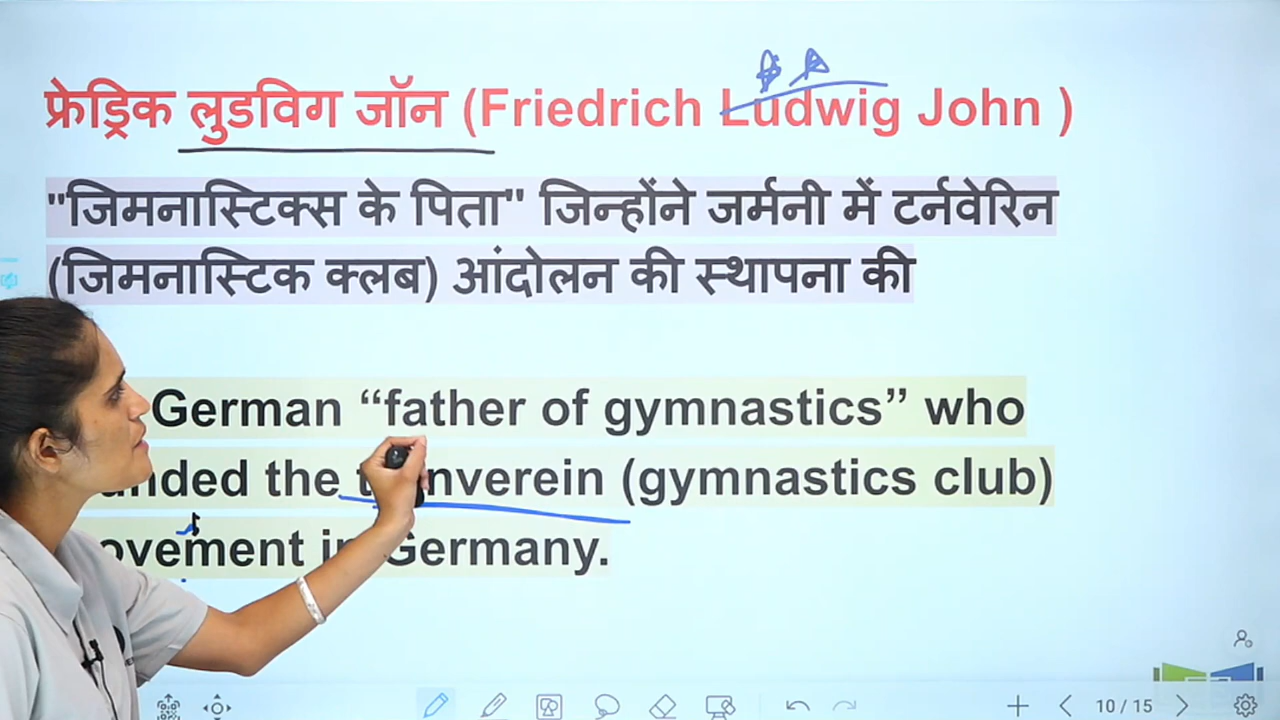 फ्रेड्रिक लुडविग जॉन (Friedrich Ludwig John )
"जिमनास्टिक्स के पिता" जिन्होंने जर्मनी में टर्नवेरिन
(जिमनास्टिक क्लब) आंदोलन की स्थापना की
German “father of gymnastics” who
the (gymnastics club)
Germany.
10 / 15